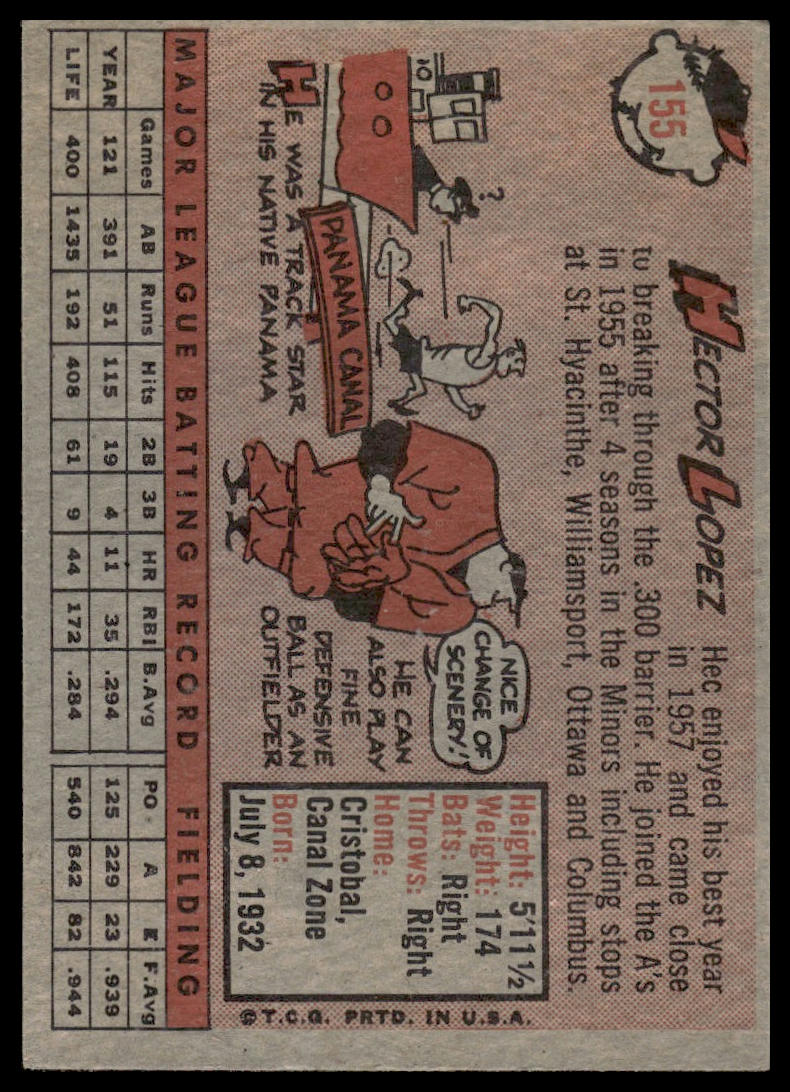 155
HECTOR LOPEZ
Hec enjoyed his best year
in 1957 and came close
to breaking through the .300 barrier. He joined the A's
in 1955 after 4 seasons in the Minors including stops
at St. Hyacinthe, Williamsport, Ottawa and Columbus.
10
?
PANAMA CANAL
HE WAS A TRACK STAR
IN HIS NATIVE PANAMA
NICE
CHANGE OF
SCENERY!
HE CAN
ALSO PLAY
FINE
DEFENSIVE
BALL AS AN
OUTFIELDER
Height: 5'11½
Weight: 174
Bats: Right
Throws: Right
Home:
Cristobal,
Canal Zone
Born:
July 8, 1932
©T.C.G. PRTD. IN U.S.A.
MAJOR LEAGUE BATTING RECORD FIELDING
Games AB Runs Hits 2B 3B HR RBI B.Avg PO A E F.Avg
YEAR 121 391 51 115 19 4 11 35 .294 125 229 23 .939
LIFE 400 1435 192 408 61 9 44 172 .284 540 842 82 .944